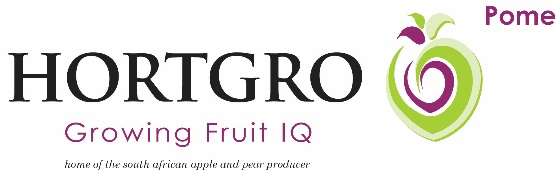 Pome
HORTGRO
Growing Fruit IQ
home of the south african apple and pear producer